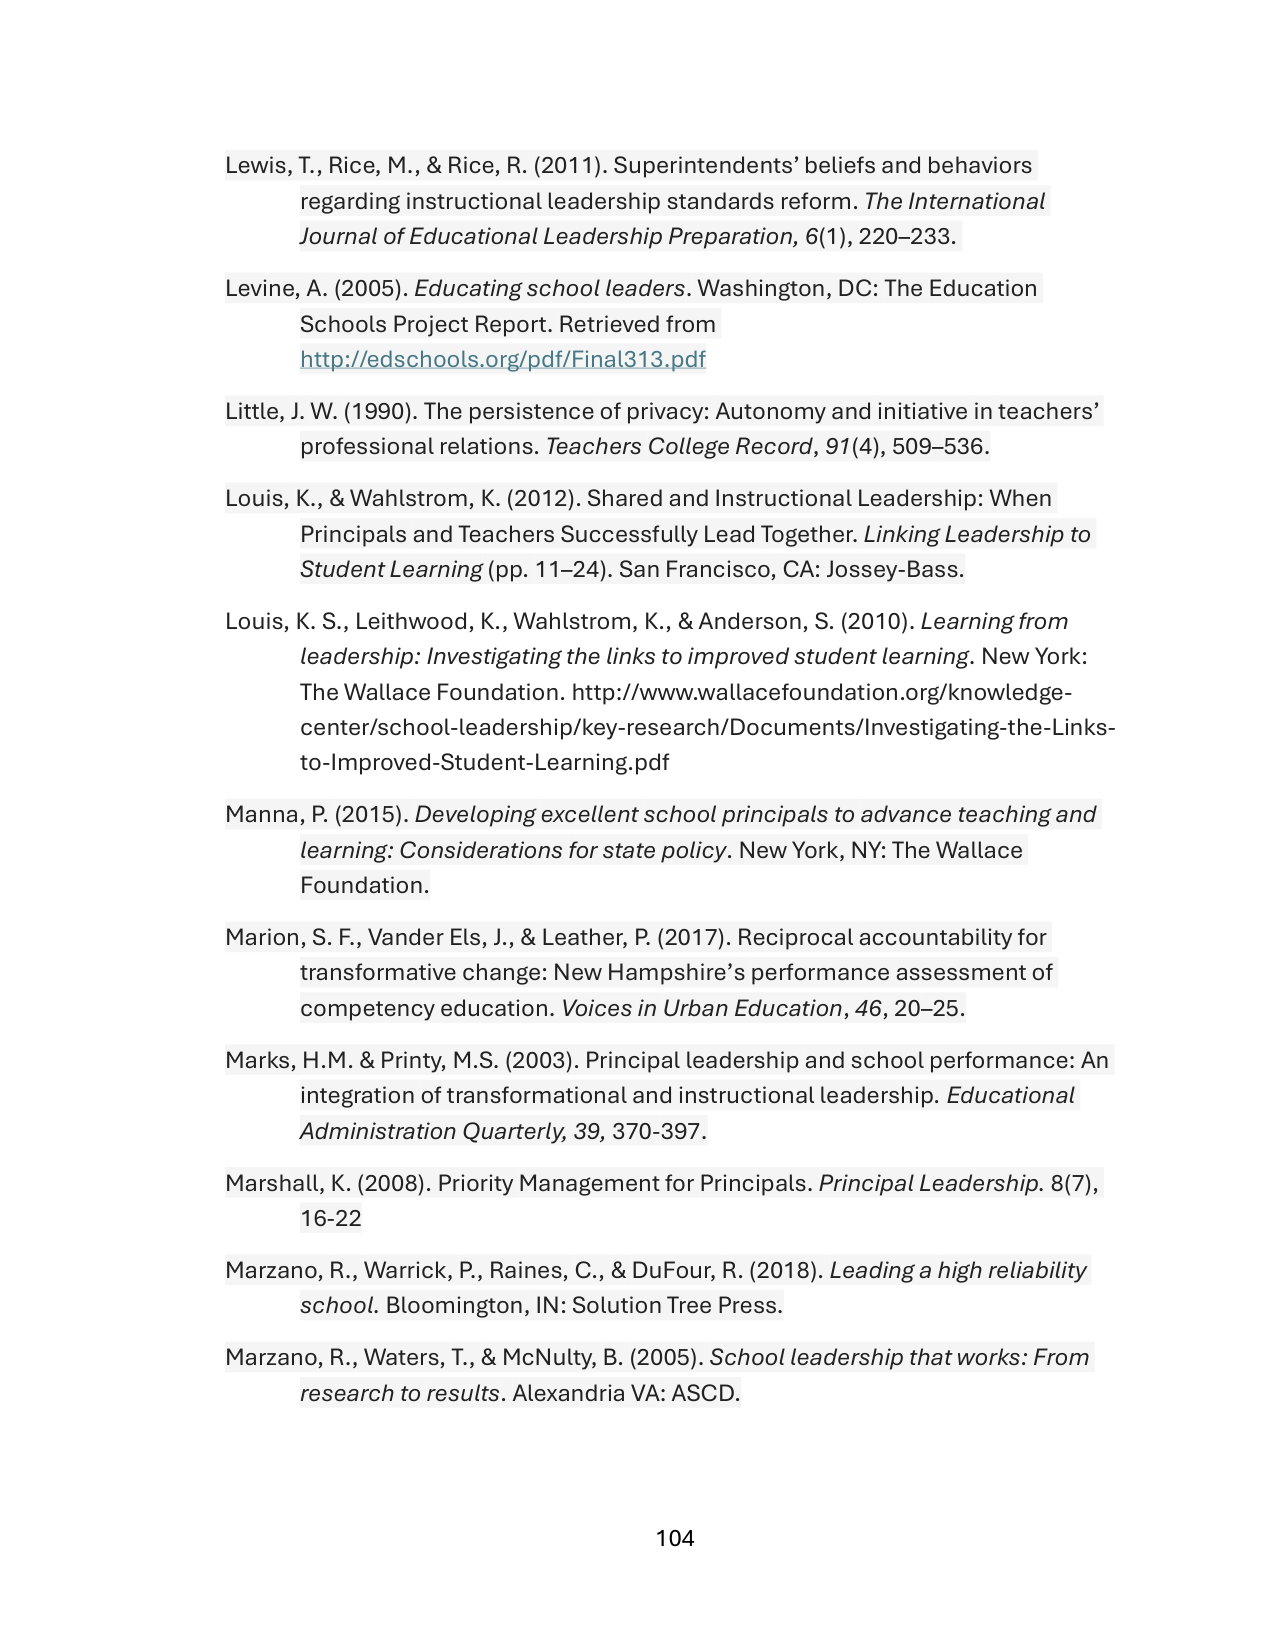 Lewis, T., Rice, M., & Rice, R. (2011). Superintendents’ beliefs and behaviors
regarding instructional leadership standards reform. The International
Journal of Educational Leadership Preparation, 6(1), 220–233.
Levine, A. (2005). Educating school leaders. Washington, DC: The Education
Schools Project Report. Retrieved from
http://edschools.org/pdf/Final313.pdf
Little, J. W. (1990). The persistence of privacy: Autonomy and initiative in teachers’
professional relations. Teachers College Record, 91(4), 509–536.
Louis, K., & Wahlstrom, K. (2012). Shared and Instructional Leadership: When
Principals and Teachers Successfully Lead Together. Linking Leadership to
Student Learning (pp. 11–24). San Francisco, CA: Jossey-Bass.
Louis, K. S., Leithwood, K., Wahlstrom, K., & Anderson, S. (2010). Learning from
leadership: Investigating the links to improved student learning. New York:
The Wallace Foundation. http://www.wallacefoundation.org/knowledge-
center/school-leadership/key-research/Documents/Investigating-the-Links-
to-Improved-Student-Learning.pdf
Manna, P. (2015). Developing excellent school principals to advance teaching and
learning: Considerations for state policy. New York, NY: The Wallace
Foundation.
Marion, S. F., Vander Els, J., & Leather, P. (2017). Reciprocal accountability for
transformative change: New Hampshire’s performance assessment of
competency education. Voices in Urban Education, 46, 20–25.
Marks, H.M. & Printy, M.S. (2003). Principal leadership and school performance: An
integration of transformational and instructional leadership. Educational
Administration Quarterly, 39, 370-397.
Marshall, K. (2008). Priority Management for Principals. Principal Leadership. 8(7),
16-22
Marzano, R., Warrick, P., Raines, C., & DuFour, R. (2018). Leading a high reliability
school. Bloomington, IN: Solution Tree Press.
Marzano, R., Waters, T., & McNulty, B. (2005). School leadership that works: From
research to results. Alexandria VA: ASCD.
104